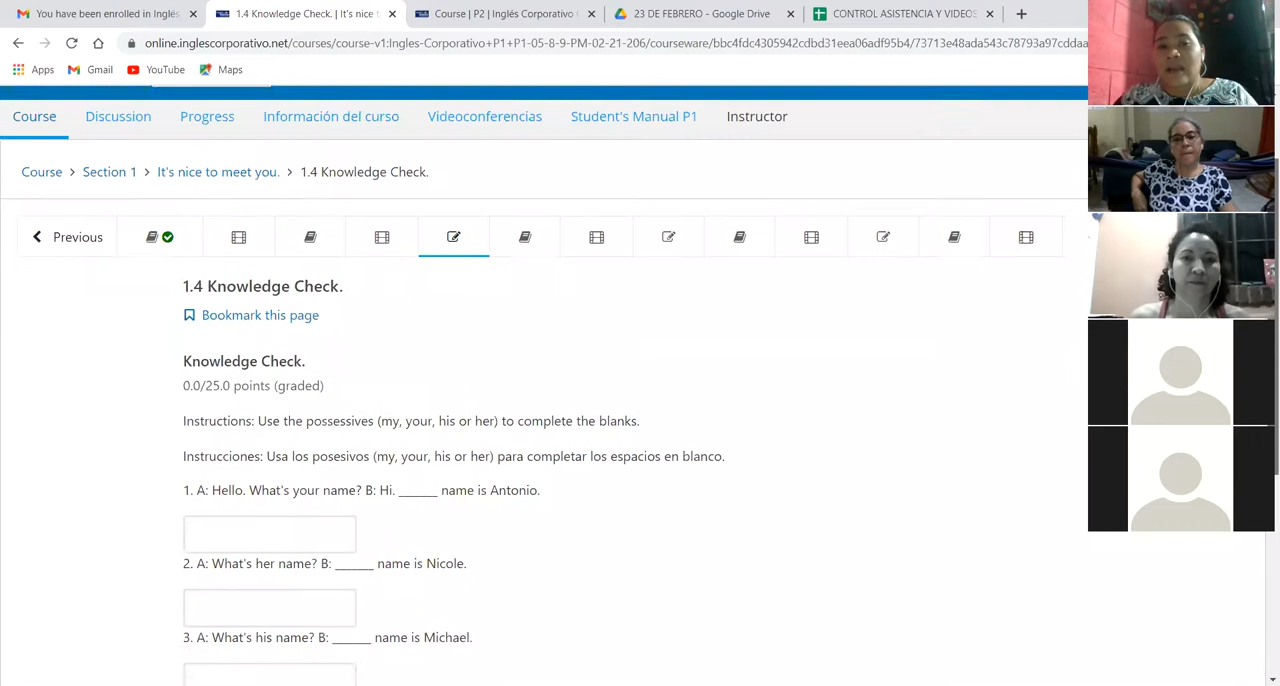 You have been enrolled in Inglés
1.4 Knowledge Check. | It's nice t
Course | P2 | Inglés Corporativo
23 DE FEBRERO - Google Drive
CONTROL ASISTENCIA Y VIDEOS
online.inglescorporativo.net/courses/course-v1:Ingles-Corporativo+P1+P1-05-8-9-PM-02-21-206/courseware/bbc4fdc4305942cdbd31eea06adf95b4/73713e48ada543c78793a97cddaa
Apps Gmail YouTube Maps
Course Discussion Progress Información del curso Videoconferencias Student's Manual P1 Instructor
Course > Section 1 > It's nice to meet you. > 1.4 Knowledge Check.
Previous
1.4 Knowledge Check.
Bookmark this page
Knowledge Check.
0.0/25.0 points (graded)
Instructions: Use the possessives (my, your, his or her) to complete the blanks.
Instrucciones: Usa los posesivos (my, your, his or her) para completar los espacios en blanco.
1. A: Hello. What's your name? B: Hi. ______ name is Antonio.
2. A: What's her name? B: ______ name is Nicole.
3. A: What's his name? B: ______ name is Michael.